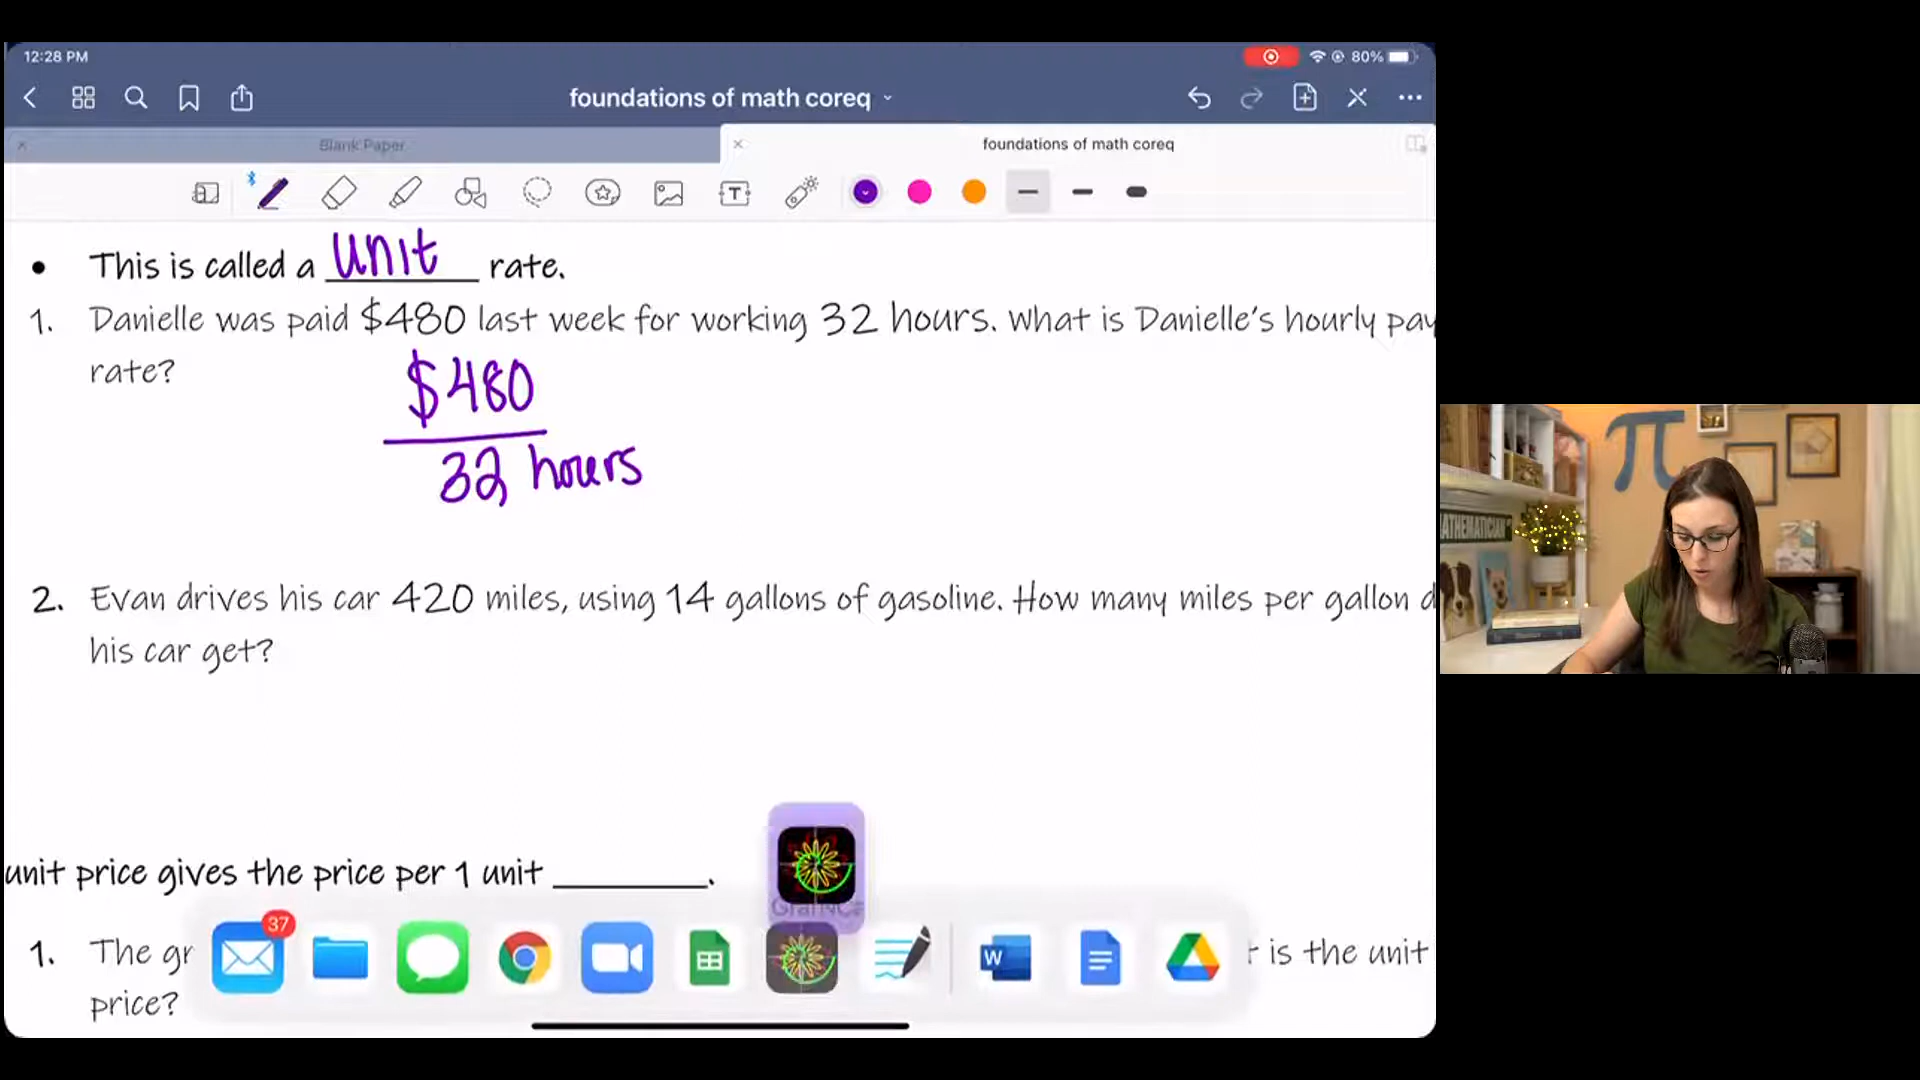 12:28 PM
80%
foundations of math coreq
Blank Paper
foundations of math coreq
T
• This is called a unit rate.
1. Danielle was paid $480 last week for working 32 hours. What is Danielle's hourly pay
rate?
$480
32 hours
2. Evan drives his car 420 miles, using 14 gallons of gasoline. How many miles per gallon d
his car get?
unit price gives the price per 1 unit ________.
1. The gr
t is the unit
price?
37
W
MATHEMATICIAN
π